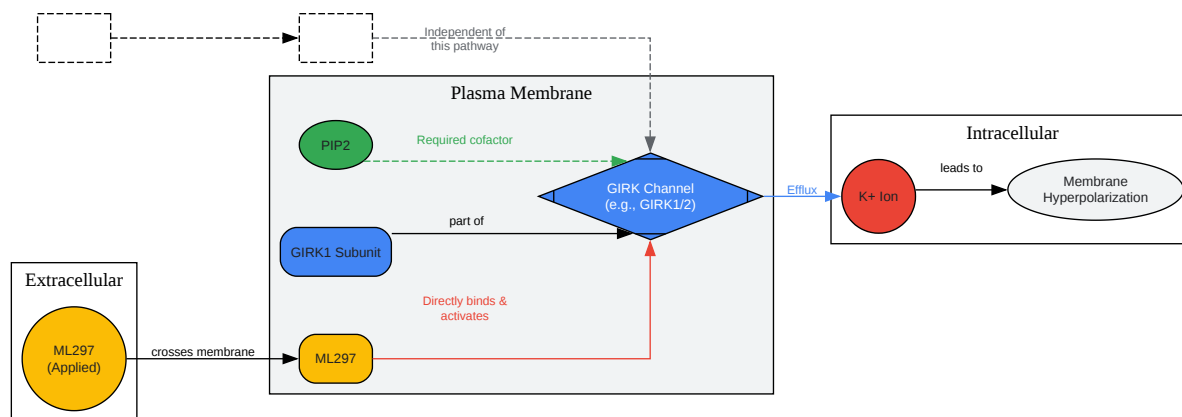 Independent of
this pathway
Plasma Membrane
PIP2
Required cofactor
GIRK Channel
(e.g., GIRK1/2)
GIRK1 Subunit
part of
Directly binds &
activates
ML297
Extracellular
ML297
(Applied)
crosses membrane
Efflux
Intracellular
K+ Ion
leads to
Membrane
Hyperpolarization